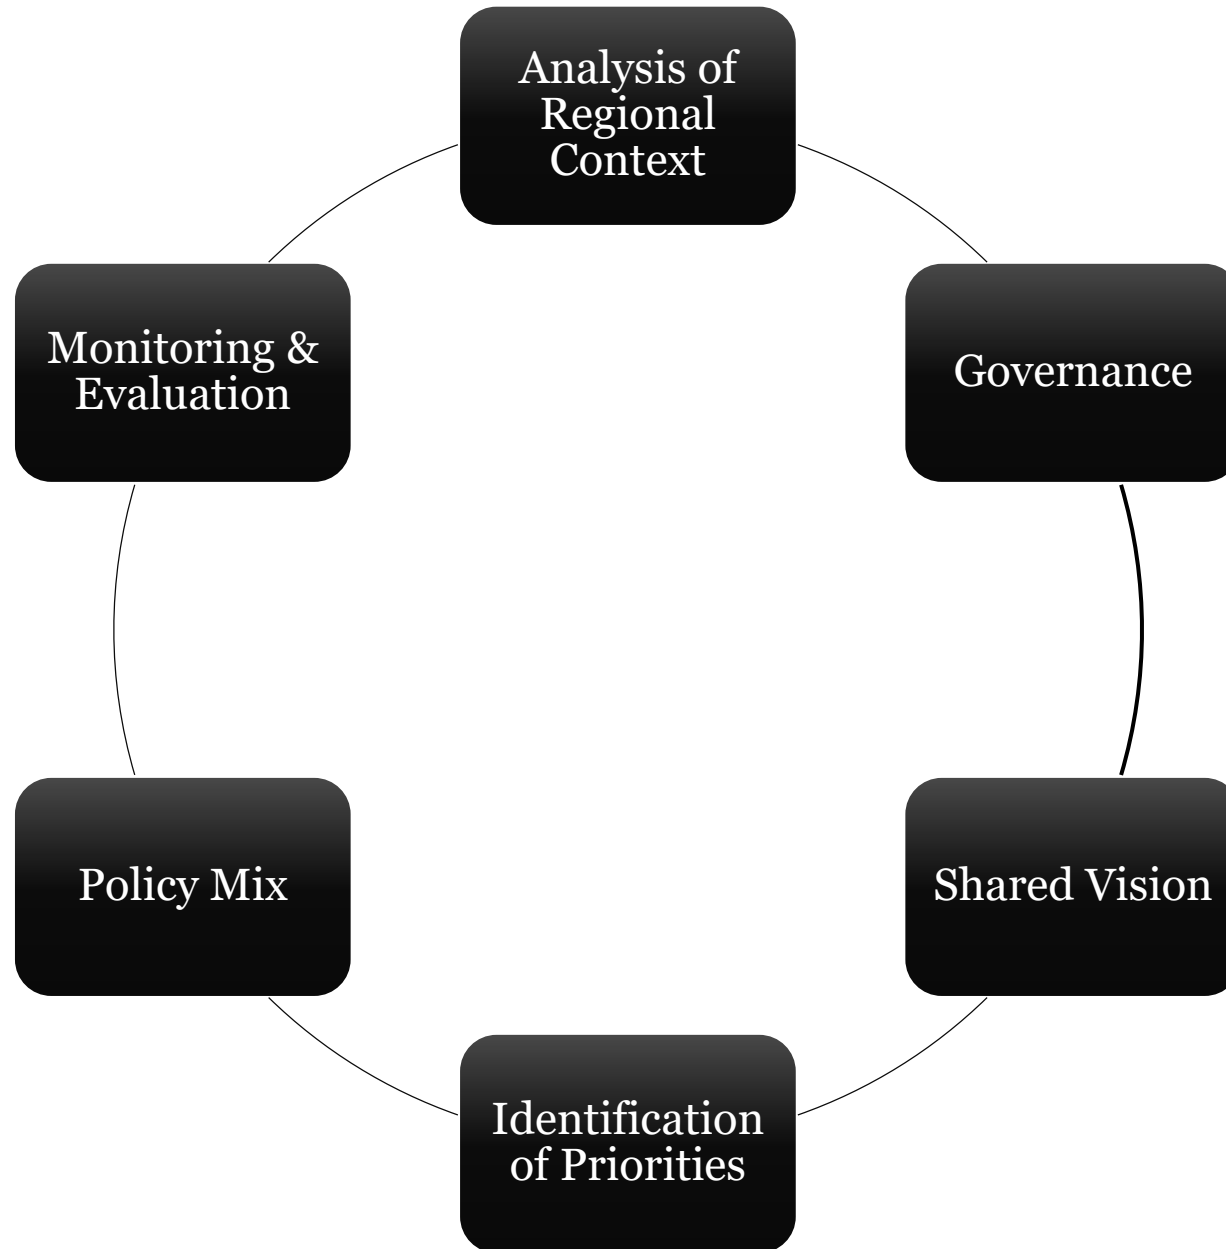 Analysis of
Regional
Context
Governance
Shared Vision
Identification
of Priorities
Policy Mix
Monitoring &
Evaluation